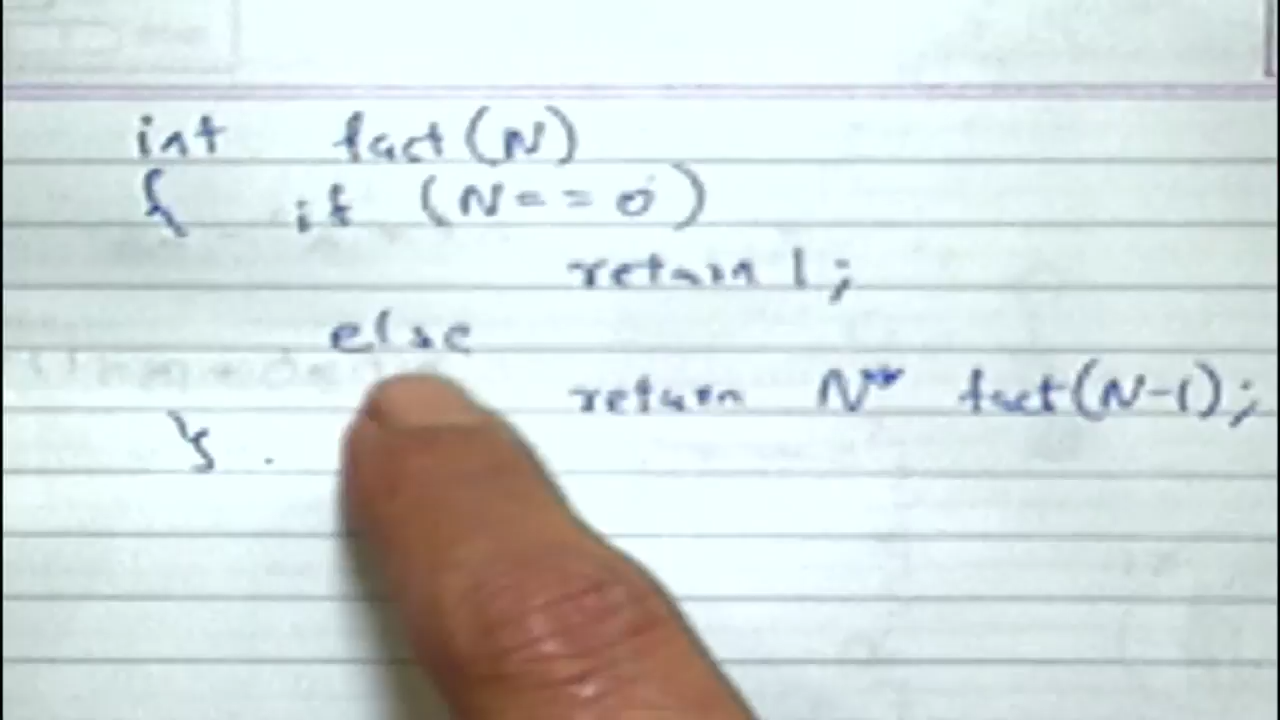 int fact(N)
{ if (N==0)
return 1;
else
return N* fact(N-1);
}.